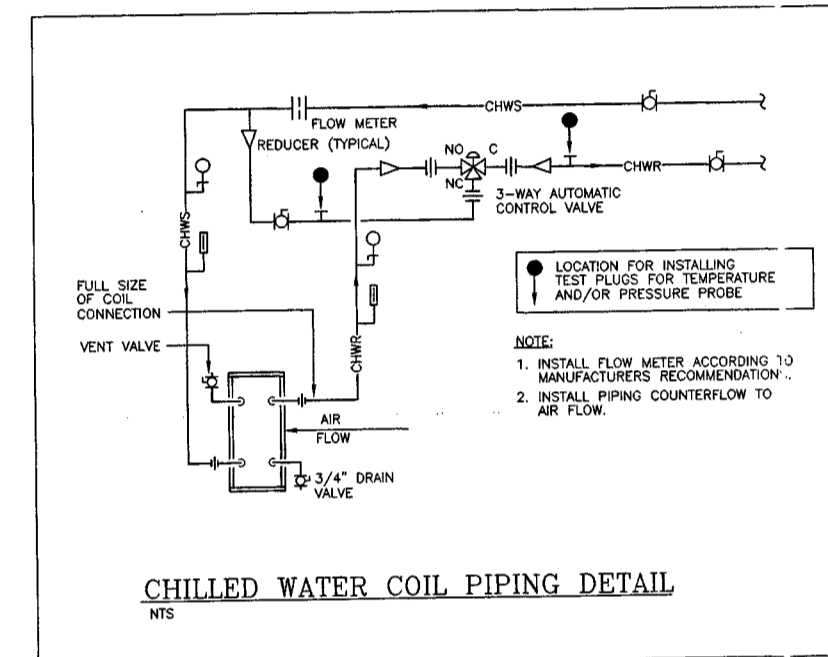 CHWS
FLOW METER
REDUCER (TYPICAL)
NO
C
NC
CHWR
3-WAY AUTOMATIC
CONTROL VALVE
CHWS
LOCATION FOR INSTALLING
TEST PLUGS FOR TEMPERATURE
AND/OR PRESSURE PROBE
FULL SIZE
OF COIL
CONNECTION
VENT VALVE
CHWR
NOTE:
1. INSTALL FLOW METER ACCORDING TO
MANUFACTURERS RECOMMENDATION
2. INSTALL PIPING COUNTERFLOW TO
AIR FLOW.
AIR
FLOW
3/4" DRAIN
VALVE
CHILLED WATER COIL PIPING DETAIL
NTS